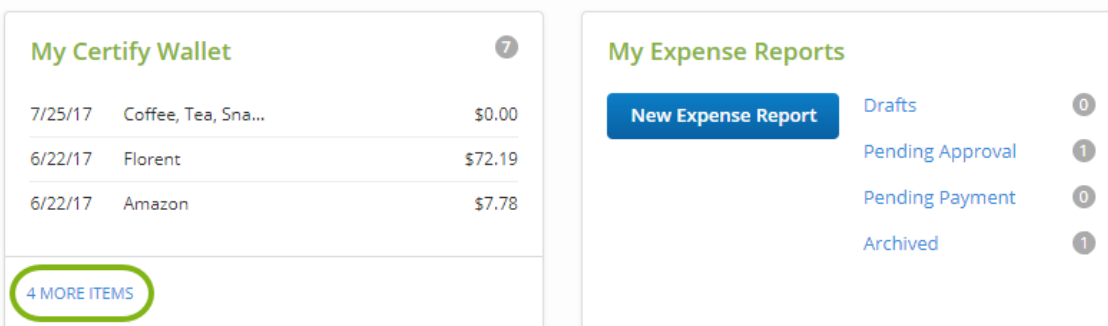 My Certify Wallet 7
7/25/17 Coffee, Tea, Sna... $0.00
6/22/17 Florent $72.19
6/22/17 Amazon $7.78
4 MORE ITEMS
My Expense Reports
New Expense Report
Drafts 0
Pending Approval 1
Pending Payment 0
Archived 1